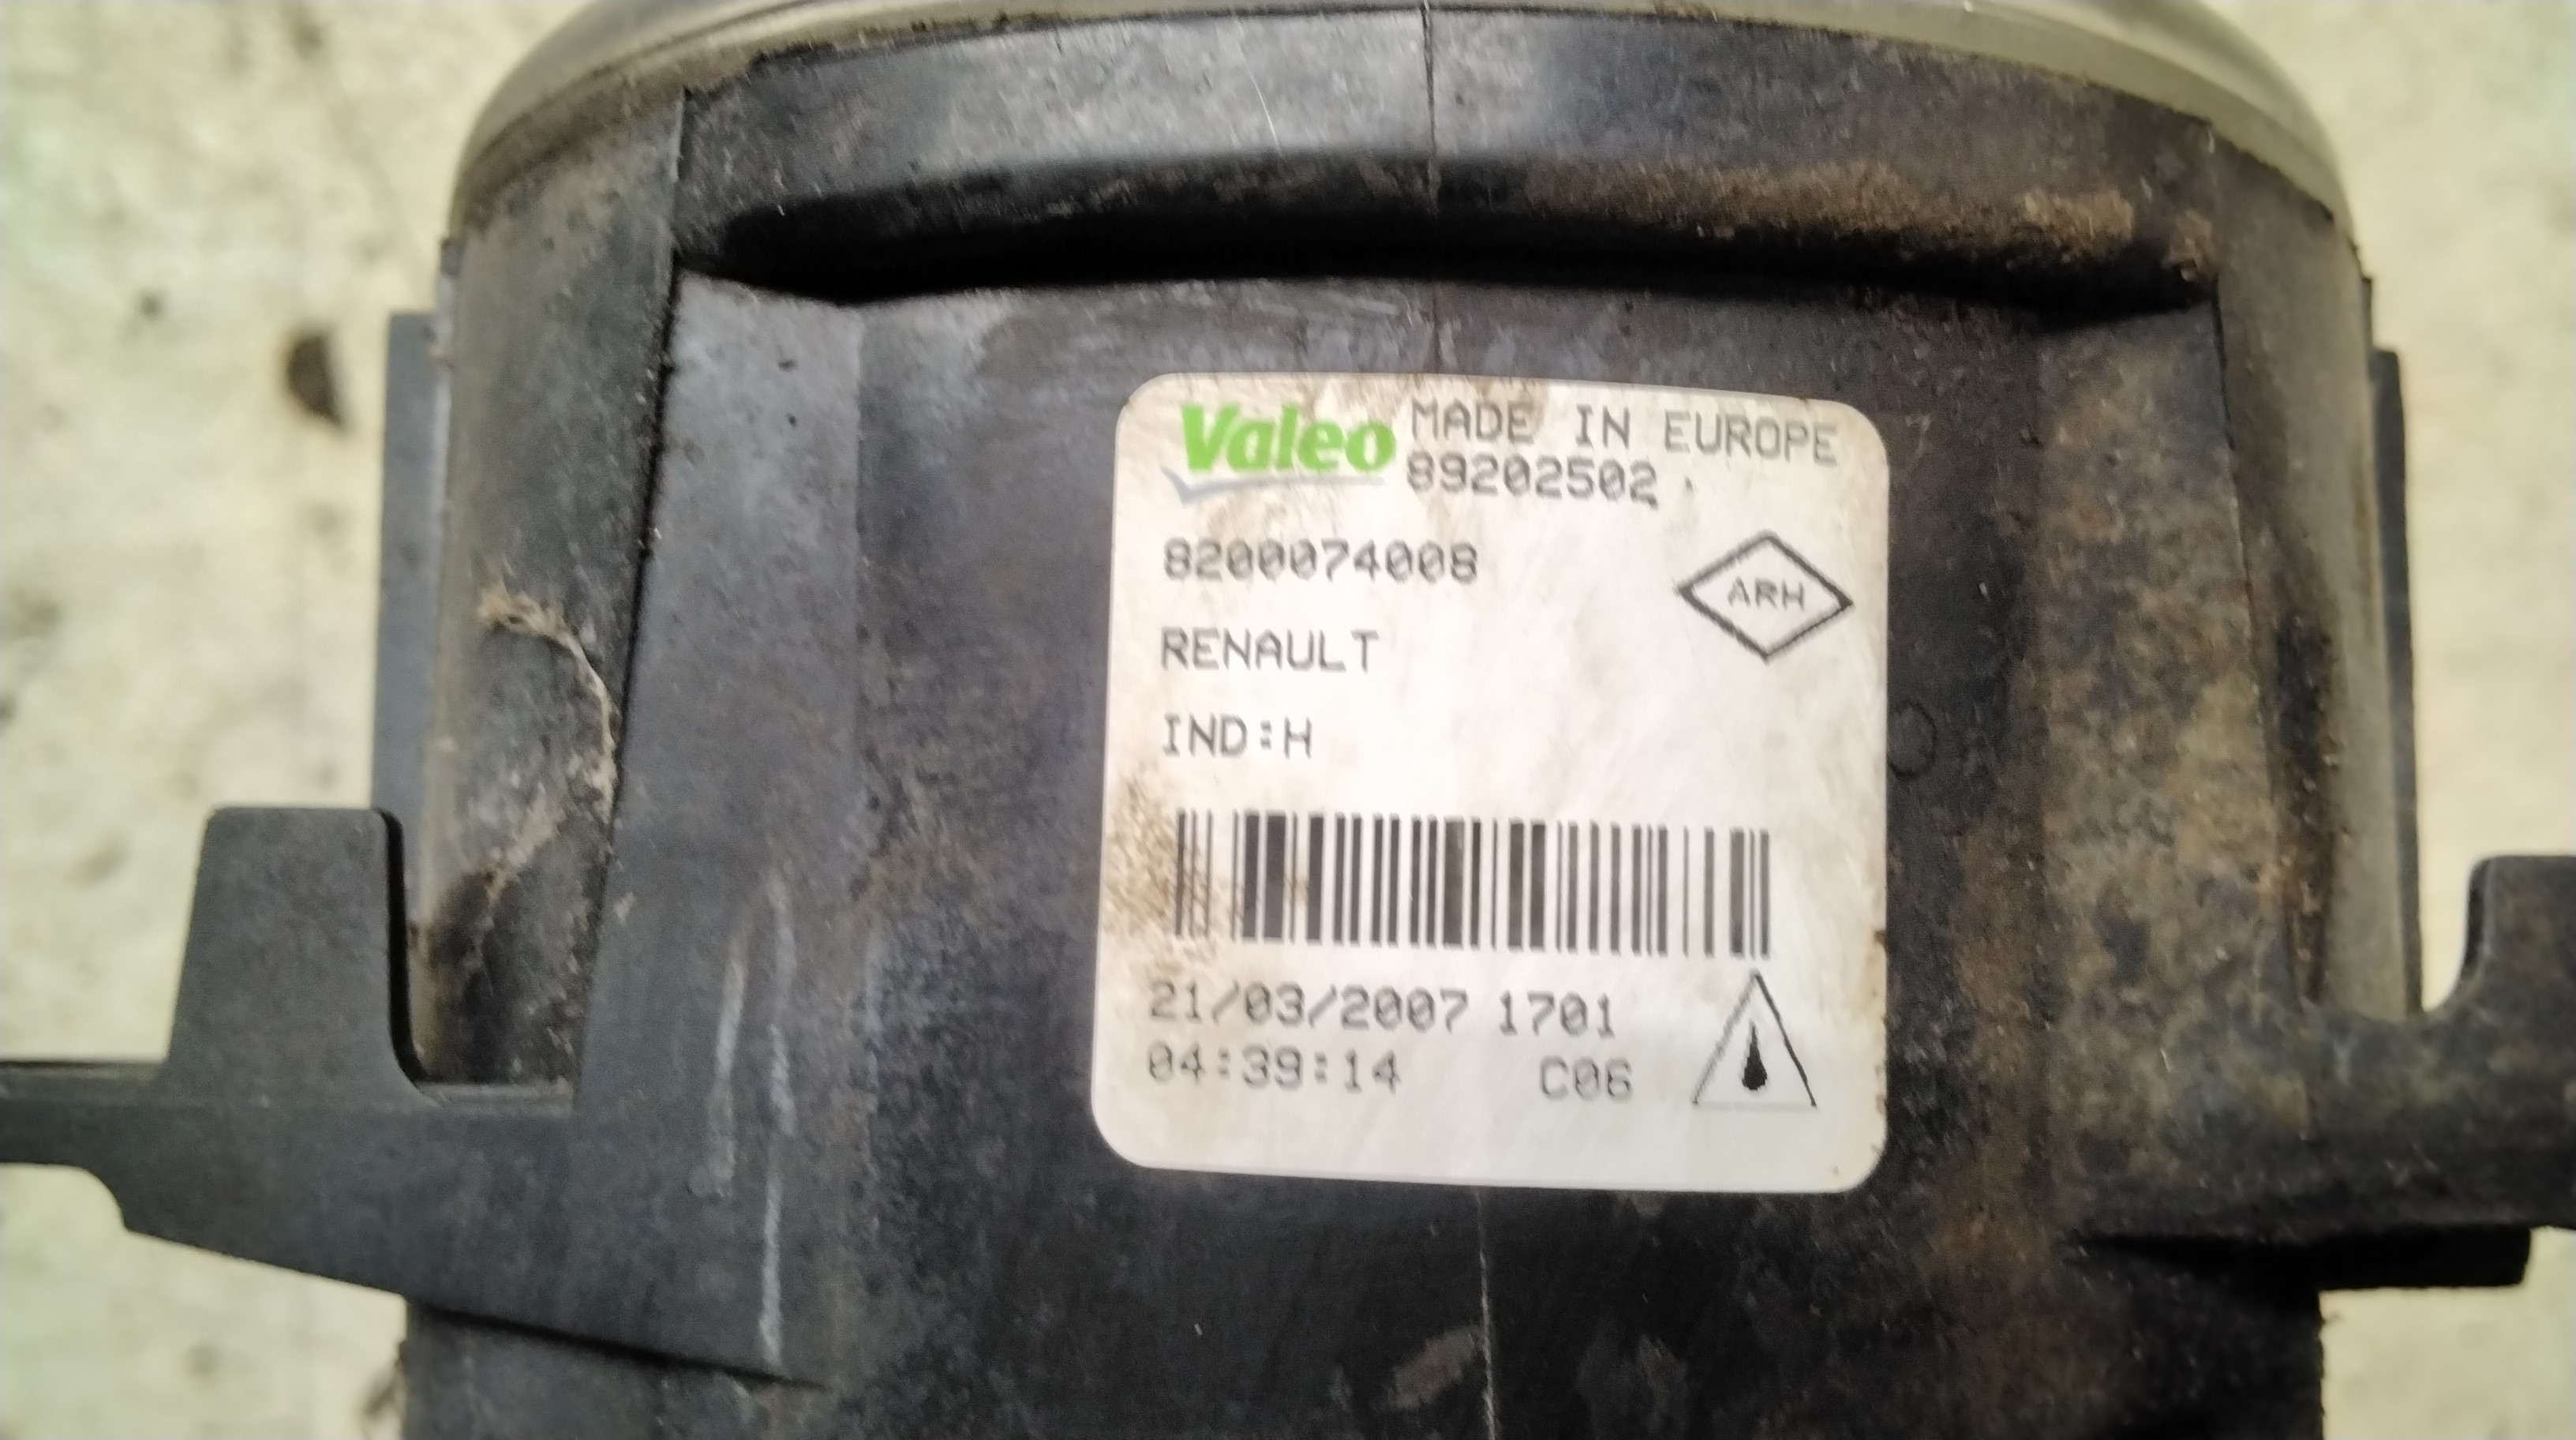 Valeo MADE IN EUROPE
89202502
8200074008
ARH
RENAULT
IND:H
21/03/2007 1701
04:39:14 C06